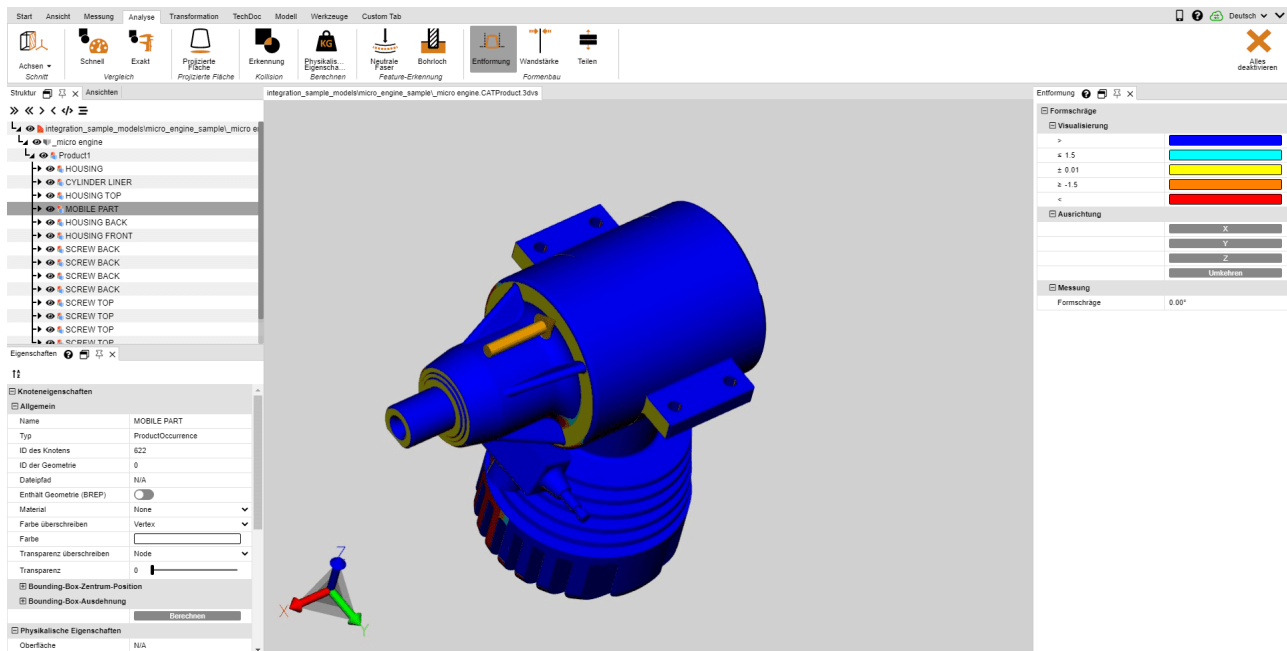 Start Ansicht Messung Analyse Transformation TechDoc Modell Werkzeuge Custom Tab Deutsch
Achsen Schnell Exakt Projizierte Fläche Erkennung Physikalis... Eigenscha... Neutrale Faser Bohrloch Entformung Wandstärke Teilen Alles deaktivieren
Schnitt Vergleich Projizierte Fläche Kollision Berechnen Feature-Erkennung Formenbau
KG
Struktur Ansichten
integration_sample_models\micro_engine_sample\_micro en
_micro engine
Product1
HOUSING
CYLINDER LINER
HOUSING TOP
MOBILE PART
HOUSING BACK
HOUSING FRONT
SCREW BACK
SCREW BACK
SCREW BACK
SCREW BACK
SCREW TOP
SCREW TOP
SCREW TOP
SCREW TOP
Eigenschaften
Knoteneigenschaften
Allgemein
Name MOBILE PART
Typ ProductOccurrence
ID des Knotens 622
ID der Geometrie 0
Dateipfad N/A
Enthält Geometrie (BREP)
Material None
Farbe überschreiben Vertex
Farbe
Transparenz überschreiben Node
Transparenz 0
Bounding-Box-Zentrum-Position
Bounding-Box-Ausdehnung
Berechnen
Physikalische Eigenschaften
Oberfläche N/A
integration_sample_models\micro_engine_sample\_micro engine.CATProduct.3dvs
Z
X
Y
Entformung
Formschräge
Visualisierung
>
≤ 1.5
± 0.01
≥ -1.5
<
Ausrichtung
X
Y
Z
Umkehren
Messung
Formschräge 0.00°